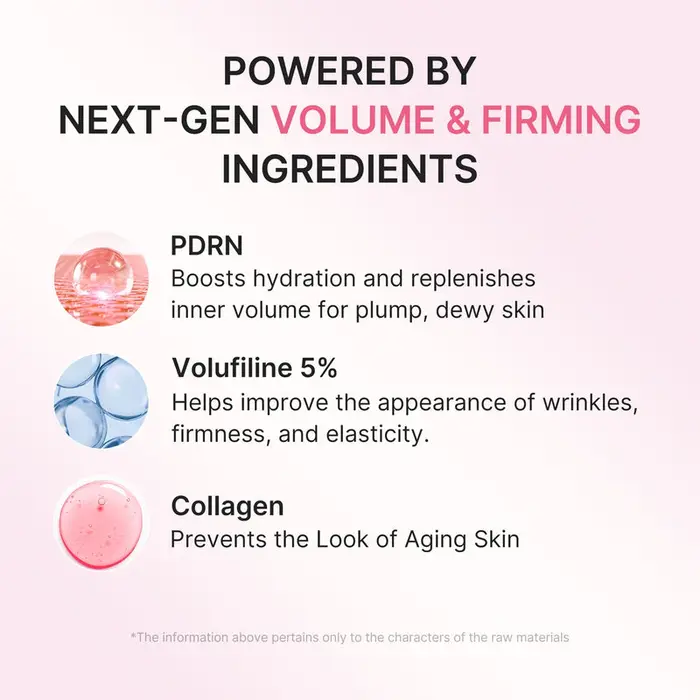 POWERED BY
NEXT-GEN VOLUME & FIRMING
INGREDIENTS
PDRN
Boosts hydration and replenishes
inner volume for plump, dewy skin
Volufiline 5%
Helps improve the appearance of wrinkles,
firmness, and elasticity.
Collagen
Prevents the Look of Aging Skin
*The information above pertains only to the characters of the raw materials